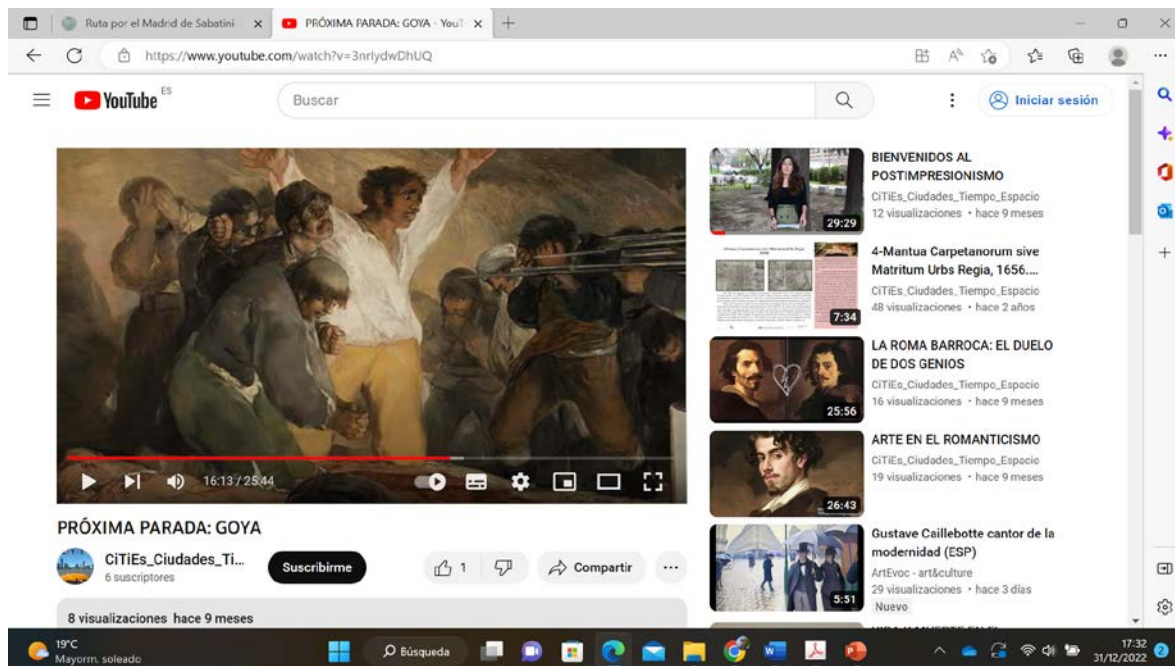 Ruta por el Madrid de Sabatini
PRÓXIMA PARADA: GOYA - YouT
https://www.youtube.com/watch?v=3nrIydwDhUQ
YouTube ES
Buscar
Iniciar sesión
16:13 / 25:44
PRÓXIMA PARADA: GOYA
CiTiEs_Ciudades_Ti...
6 suscriptores
Suscribirme
1
Compartir
8 visualizaciones hace 9 meses
29:29
BIENVENIDOS AL
POSTIMPRESIONISMO
CiTiEs_Ciudades_Tiempo_Espacio
12 visualizaciones • hace 9 meses
7:34
4-Mantua Carpetanorum sive
Matritum Urbs Regia, 1656....
CiTiEs_Ciudades_Tiempo_Espacio
48 visualizaciones • hace 2 años
25:56
LA ROMA BARROCA: EL DUELO
DE DOS GENIOS
CiTiEs_Ciudades_Tiempo_Espacio
16 visualizaciones • hace 9 meses
26:43
ARTE EN EL ROMANTICISMO
CiTiEs_Ciudades_Tiempo_Espacio
19 visualizaciones • hace 9 meses
5:51
Gustave Caillebotte cantor de la
modernidad (ESP)
ArtEvoc - art&culture
29 visualizaciones • hace 3 días
Nuevo
19°C
Mayorm. soleado
Búsqueda
17:32
31/12/2022
2